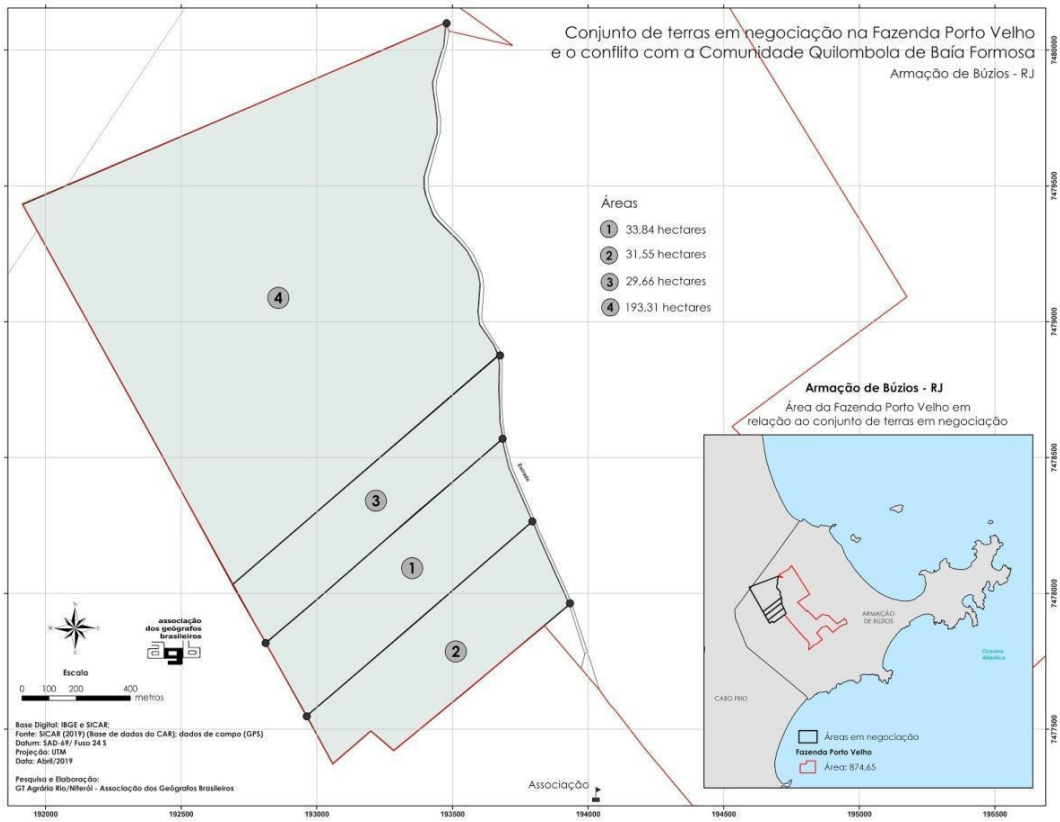 Conjunto de terras em negociação na Fazenda Porto Velho
e o conflito com a Comunidade Quilombola de Baía Formosa
Armação de Búzios - RJ
Áreas
1 33,84 hectares
2 31,55 hectares
3 29,66 hectares
4 193,31 hectares
4
3
1
2
Estrada
Associação
7480000
7479500
7479000
7478500
7478000
7477500
192000
192500
193000
193500
194000
194500
195000
195500
N
S
E
associação
dos geógrafos
brasileiros
agb
Escala
0 100 200 400
metros
Base Digital: IBGE e SICAR;
Fonte: SICAR (2019) (Base de dados do CAR); dados de campo (GPS)
Datum: SAD-69/ Fuso 24 S
Projeção: UTM
Data: Abril/2019
Pesquisa e Elaboração:
GT Agrária Rio/Niterói - Associação dos Geógrafos Brasileiros
Armação de Búzios - RJ
Área da Fazenda Porto Velho em
relação ao conjunto de terras em negociação
ARMAÇÃO
DE BÚZIOS
Oceano
Atlântico
CABO FRIO
Áreas em negociação
Fazenda Porto Velho
Área: 874,65